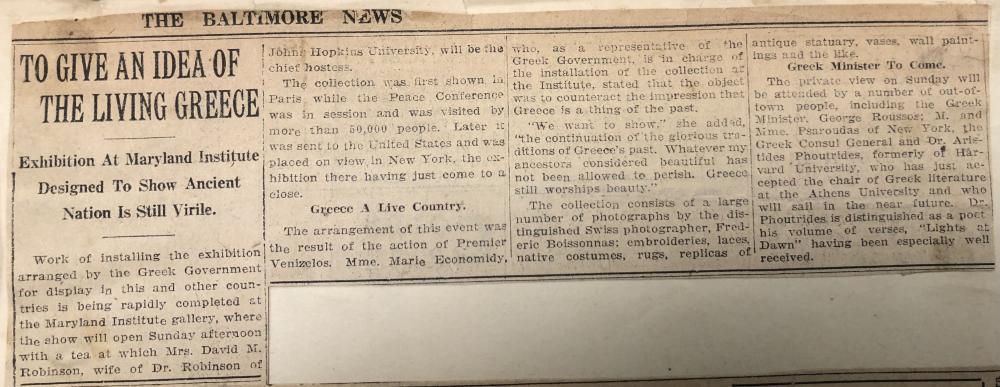 THE BALTIMORE NEWS
TO GIVE AN IDEA OF
THE LIVING GREECE
Exhibition At Maryland Institute
Designed To Show Ancient
Nation Is Still Virile.
Work of installing the exhibition
arranged by the Greek Government
for display in this and other coun-
tries is being rapidly completed at
the Maryland Institute gallery, where
the show will open Sunday afternoon
with a tea at which Mrs. David M.
Robinson, wife of Dr. Robinson of
Johns Hopkins University, will be the
chief hostess.
The collection was first shown in
Paris while the Peace Conference
was in session and was visited by
more than 50,000 people. Later it
was sent to the United States and was
placed on view in New York, the ex-
hibition there having just come to a
close.
Greece A Live Country.
The arrangement of this event was
the result of the action of Premier
Venizelos. Mme. Marie Economidy,
who, as a representative of the
Greek Government, is in charge of
the installation of the collection at
the Institute, stated that the object
was to counteract the impression that
Greece is a thing of the past.
"We want to show," she added,
"the continuation of the glorious tra-
ditions of Greece's past. Whatever my
ancestors considered beautiful has
not been allowed to perish. Greece
still worships beauty."
The collection consists of a large
number of photographs by the dis-
tinguished Swiss photographer, Fred-
eric Boissonnas; embroideries, laces,
native costumes, rugs, replicas of
antique statuary, vases, wall paint-
ings and the like.
Greek Minister To Come.
The private view on Sunday will
be attended by a number of out-of-
town people, including the Greek
Minister, George Roussos; M. and
Mme. Psaroudas of New York, the
Greek Consul General and Dr. Aris-
tides Phoutrides, formerly of Har-
vard University, who has just ac-
cepted the chair of Greek literature
at the Athens University and who
will sail in the near future. Dr.
Phoutrides is distinguished as a poet
his volume of verses, "Lights at
Dawn" having been especially well
received.